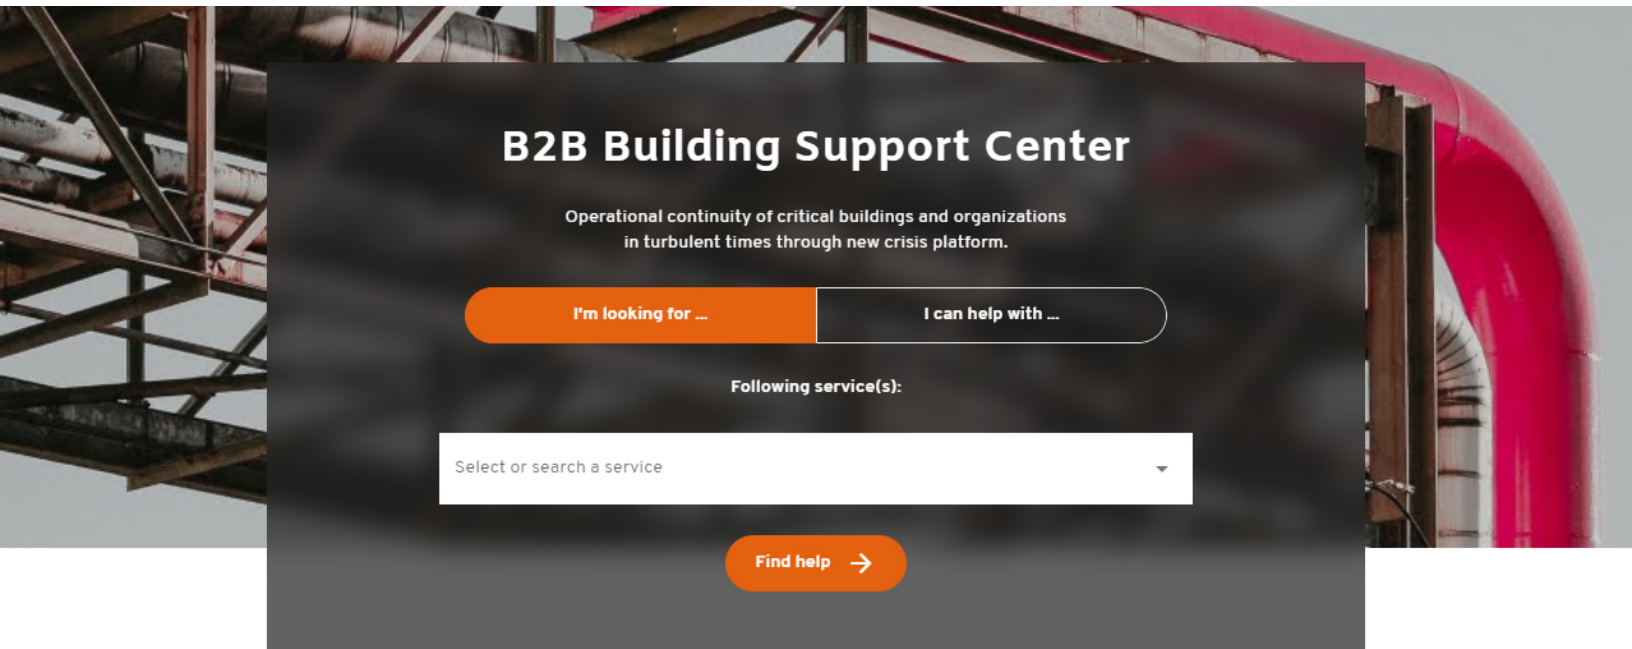 B2B Building Support Center
Operational continuity of critical buildings and organizations
in turbulent times through new crisis platform.
I'm looking for ...
I can help with ...
Following service(s):
Select or search a service
Find help